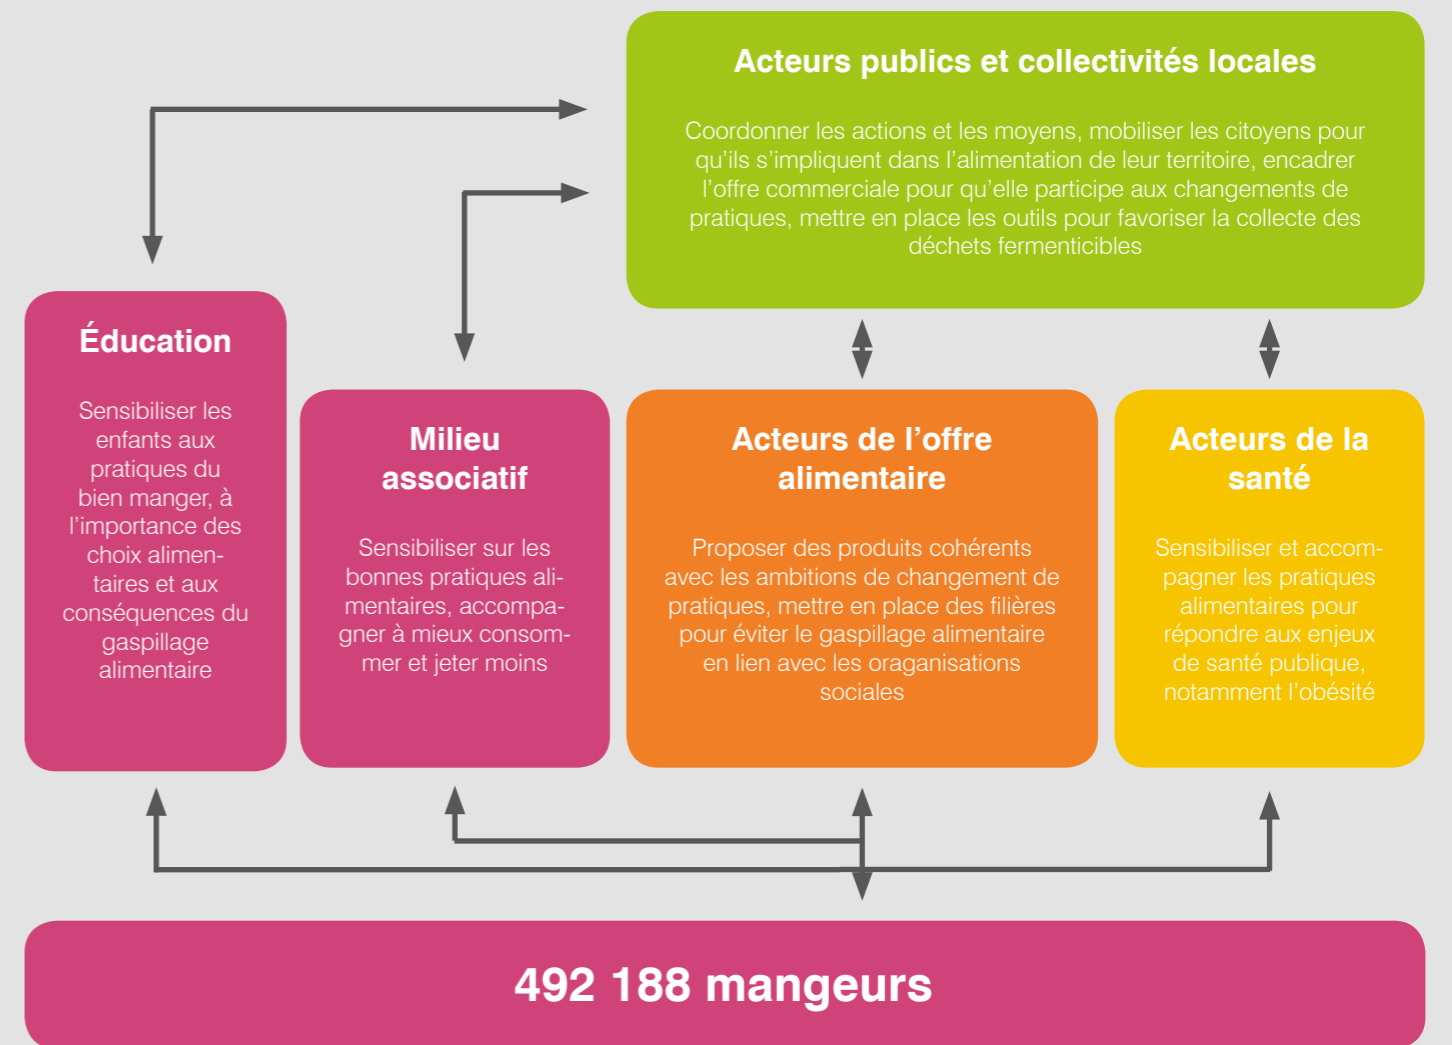 Acteurs publics et collectivités locales
Coordonner les actions et les moyens, mobiliser les citoyens pour
qu’ils s’impliquent dans l’alimentation de leur territoire, encadrer
l’offre commerciale pour qu’elle participe aux changements de
pratiques, mettre en place les outils pour favoriser la collecte des
déchets fermenticibles
Éducation
Sensibiliser les
enfants aux
pratiques du
bien manger, à
l’importance des
choix alimen-
taires et aux
conséquences du
gaspillage
alimentaire
Milieu
associatif
Sensibiliser sur les
bonnes pratiques ali-
mentaires, accompa-
gner à mieux consom-
mer et jeter moins
Acteurs de l’offre
alimentaire
Proposer des produits cohérents
avec les ambitions de changement de
pratiques, mettre en place des filières
pour éviter le gaspillage alimentaire
en lien avec les oraganisations
sociales
Acteurs de la
santé
Sensibiliser et accom-
pagner les pratiques
alimentaires pour
répondre aux enjeux
de santé publique,
notamment l’obésité
492 188 mangeurs